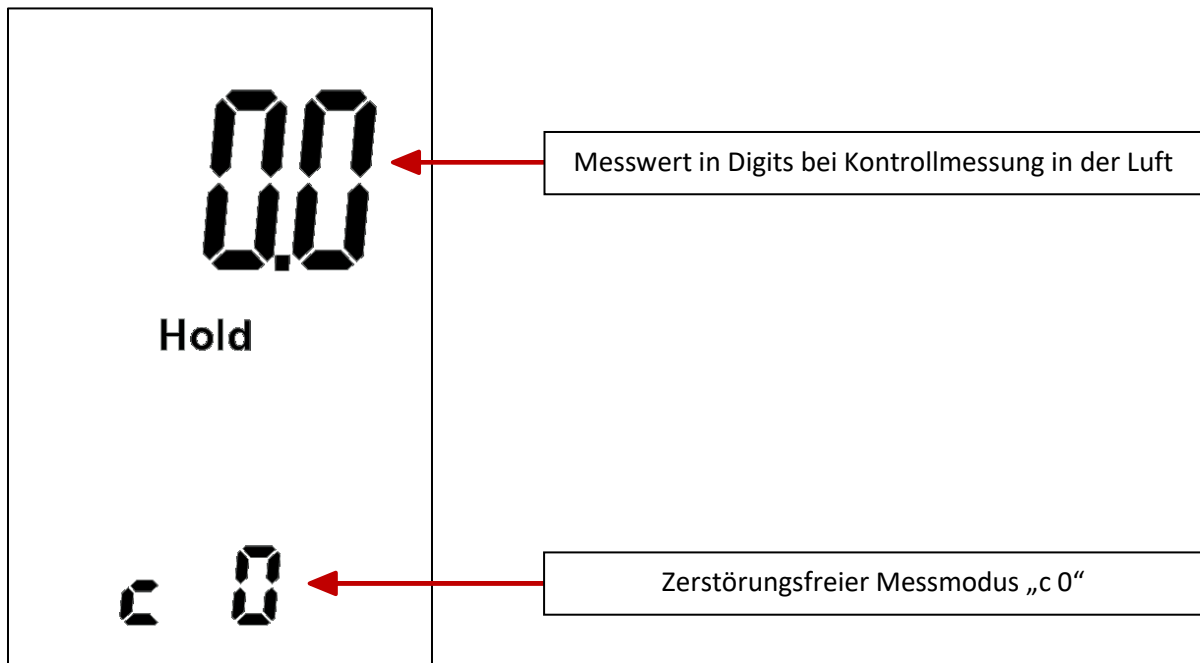 0.0
Messwert in Digits bei Kontrollmessung in der Luft
Hold
c 0
Zerstörungsfreier Messmodus „c 0“